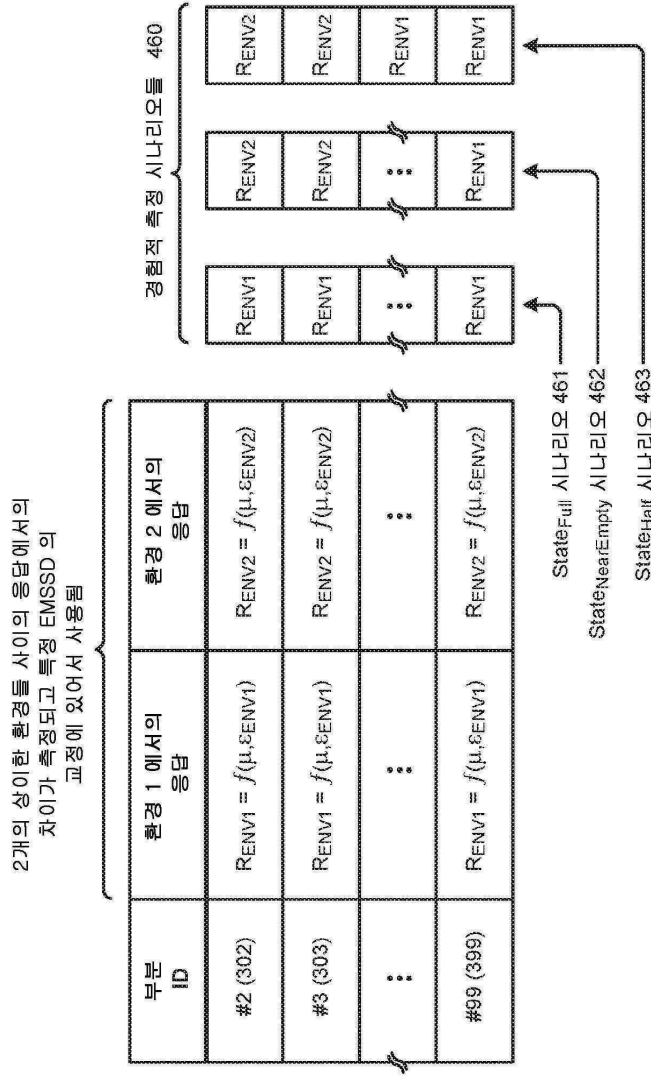 2개의 상이한 환경들 사이의 응답에서의
차이가 측정되고 특정 EMSSD 의
교정에 있어서 사용됨
경험적 측정 시나리오들 460
부분
ID
환경 1 에서의
응답
환경 2 에서의
응답
#2 (302)
R_ENV1 = f(μ,ε_ENV1)
R_ENV2 = f(μ,ε_ENV2)
R_ENV1
R_ENV2
R_ENV2
#3 (303)
R_ENV1 = f(μ,ε_ENV1)
R_ENV2 = f(μ,ε_ENV2)
R_ENV1
R_ENV2
R_ENV2
...
...
...
...
...
R_ENV1
#99 (399)
R_ENV1 = f(μ,ε_ENV1)
R_ENV2 = f(μ,ε_ENV2)
R_ENV1
R_ENV1
R_ENV1
State_Full 시나리오 461
State_NearEmpty 시나리오 462
State_Half 시나리오 463